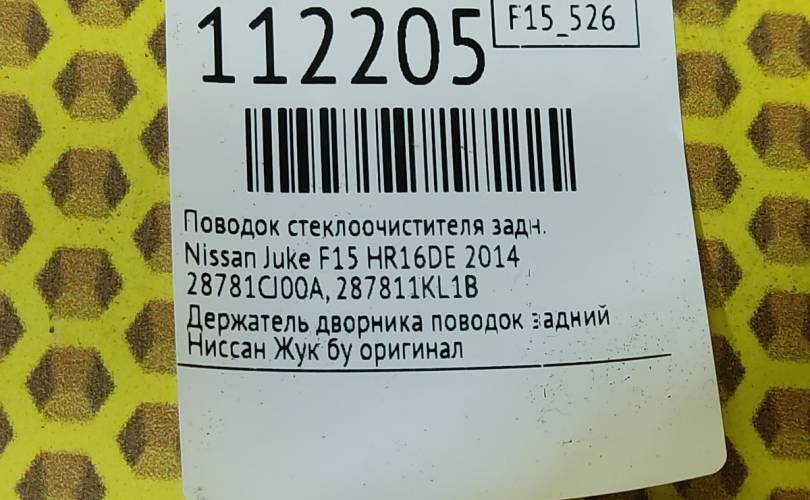 112205
F15_526
Поводок стеклоочистителя задн.
Nissan Juke F15 HR16DE 2014
28781CJ00A, 287811KL1B
Держатель дворника поводок задний
Ниссан Жук бу оригинал